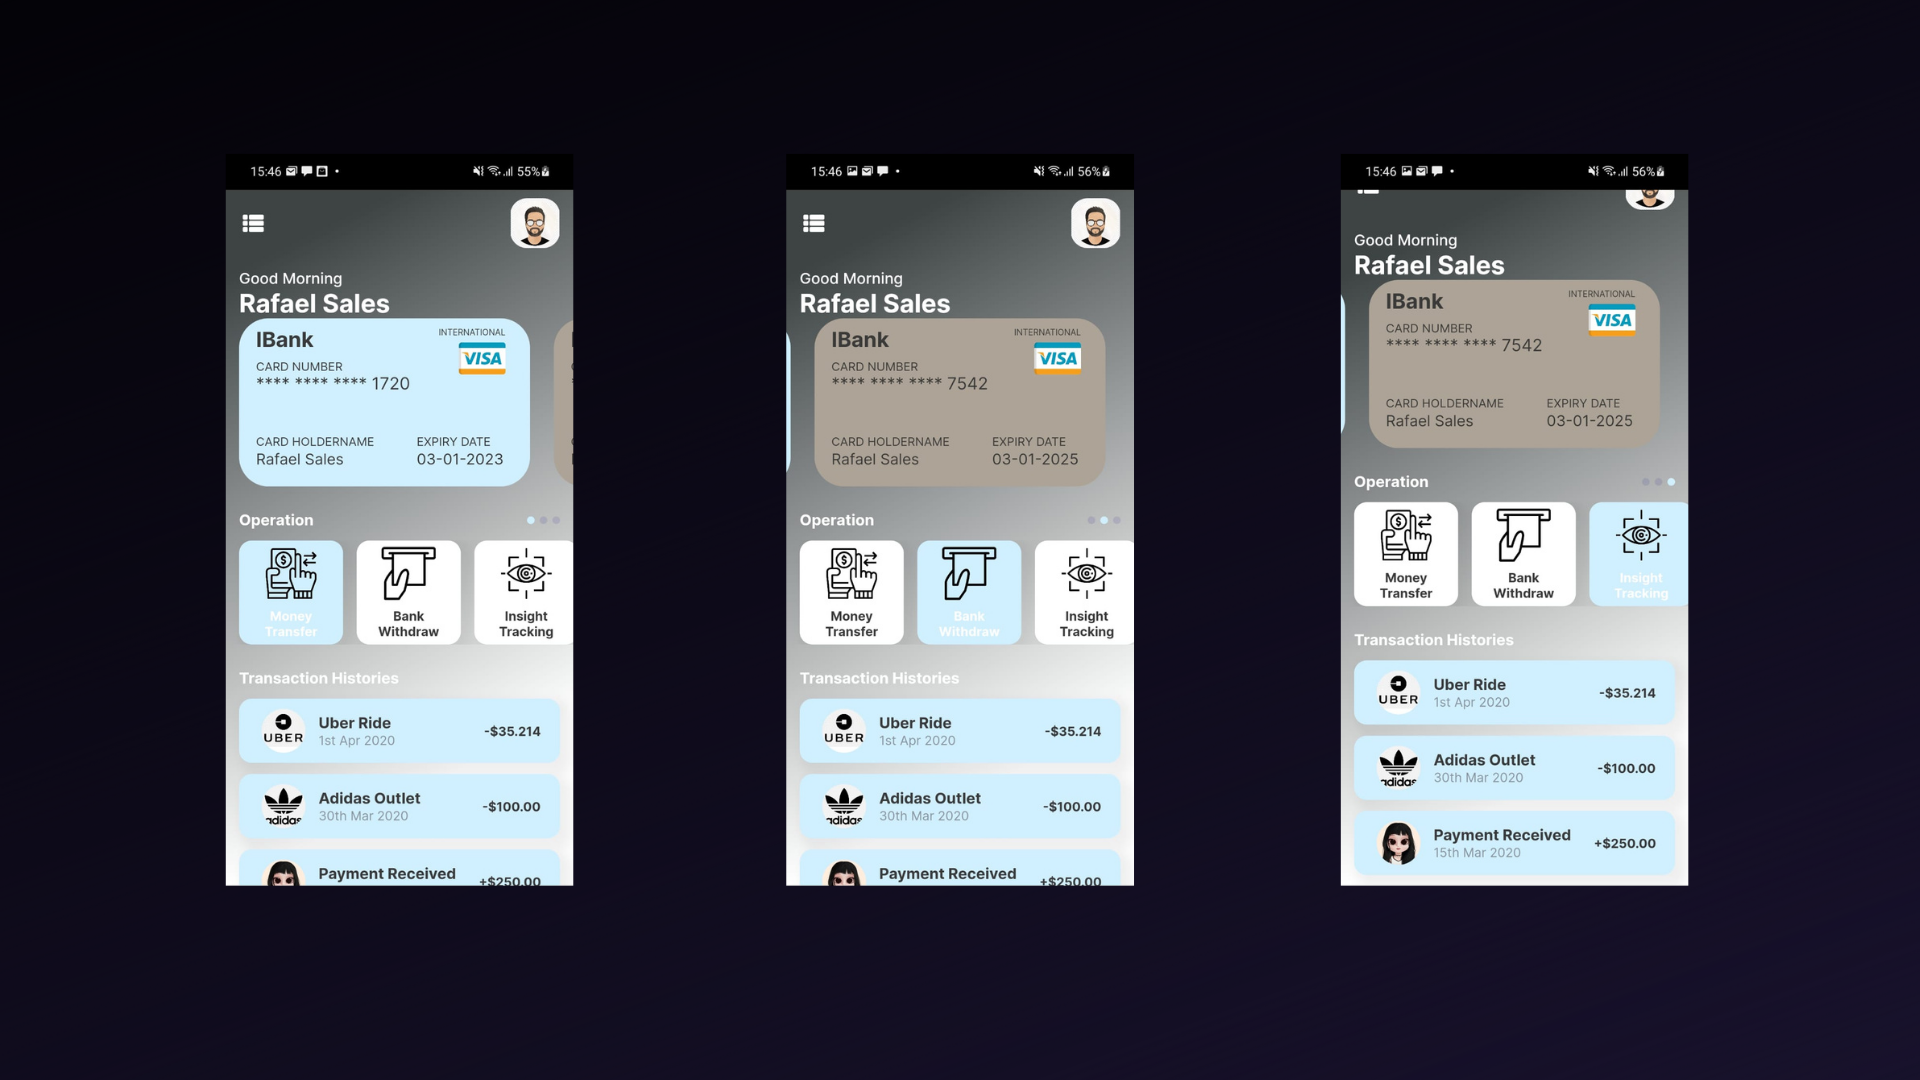 15:46
55%
Good Morning
Rafael Sales
IBank
INTERNATIONAL
VISA
CARD NUMBER
**** **** **** 1720
CARD HOLDERNAME
EXPIRY DATE
Rafael Sales
03-01-2023
Operation
Money
Transfer
Bank
Withdraw
Insight
Tracking
Transaction Histories
UBER
Uber Ride
1st Apr 2020
-$35.214
adidas
Adidas Outlet
30th Mar 2020
-$100.00
Payment Received
+$250.00
15:46
56%
Good Morning
Rafael Sales
IBank
INTERNATIONAL
VISA
CARD NUMBER
**** **** **** 7542
CARD HOLDERNAME
EXPIRY DATE
Rafael Sales
03-01-2025
Operation
Money
Transfer
Bank
Withdraw
Insight
Tracking
Transaction Histories
UBER
Uber Ride
1st Apr 2020
-$35.214
adidas
Adidas Outlet
30th Mar 2020
-$100.00
Payment Received
+$250.00
15:46
56%
Good Morning
Rafael Sales
IBank
INTERNATIONAL
VISA
CARD NUMBER
**** **** **** 7542
CARD HOLDERNAME
EXPIRY DATE
Rafael Sales
03-01-2025
Operation
Money
Transfer
Bank
Withdraw
Insight
Tracking
Transaction Histories
UBER
Uber Ride
1st Apr 2020
-$35.214
adidas
Adidas Outlet
30th Mar 2020
-$100.00
Payment Received
15th Mar 2020
+$250.00